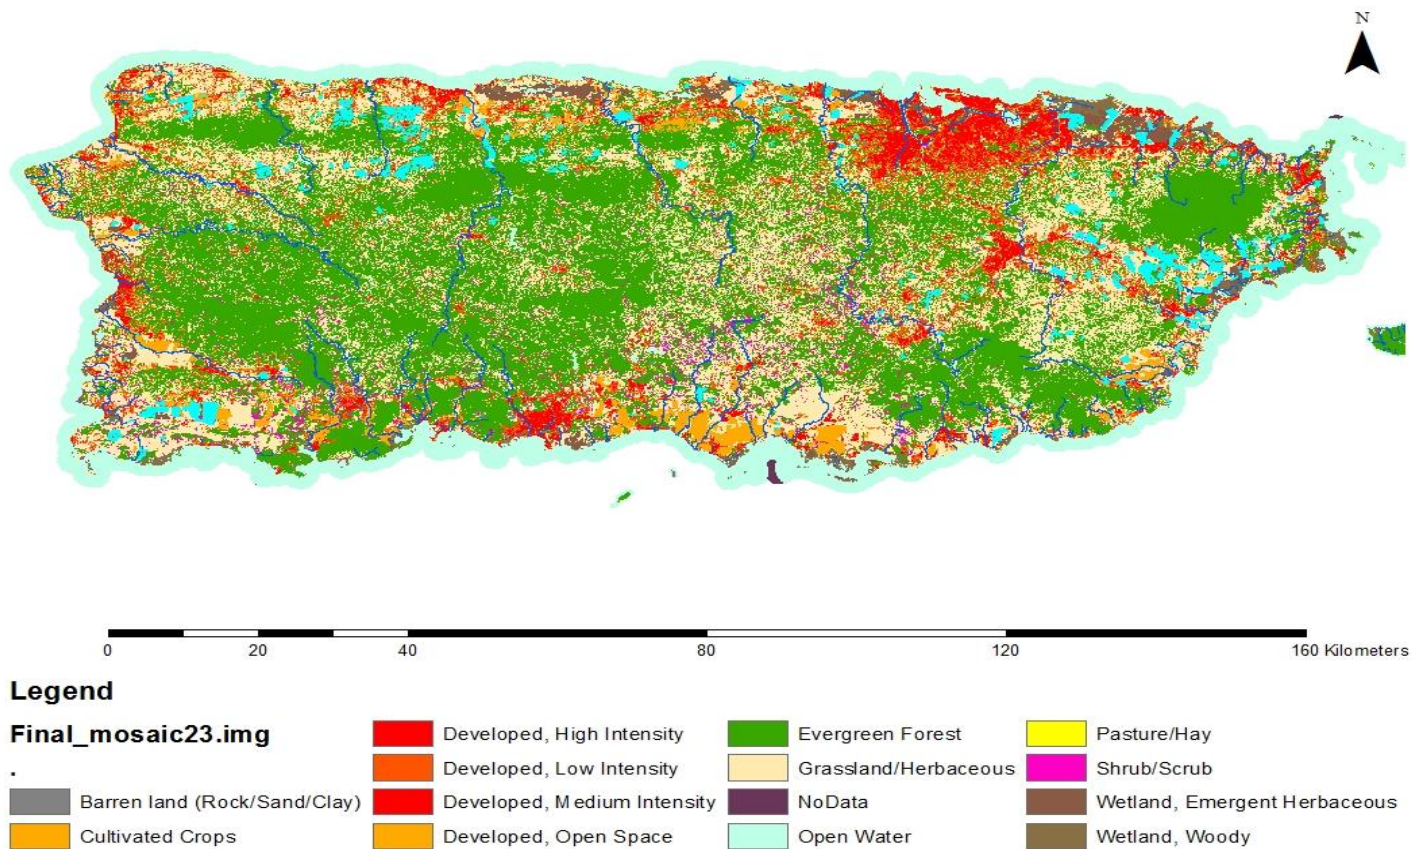 N
0 20 40 80 120 160 Kilometers
Legend
Final_mosaic23.img
.
Barren land (Rock/Sand/Clay)
Cultivated Crops
Developed, High Intensity
Developed, Low Intensity
Developed, Medium Intensity
Developed, Open Space
Evergreen Forest
Grassland/Herbaceous
NoData
Open Water
Pasture/Hay
Shrub/Scrub
Wetland, Emergent Herbaceous
Wetland, Woody